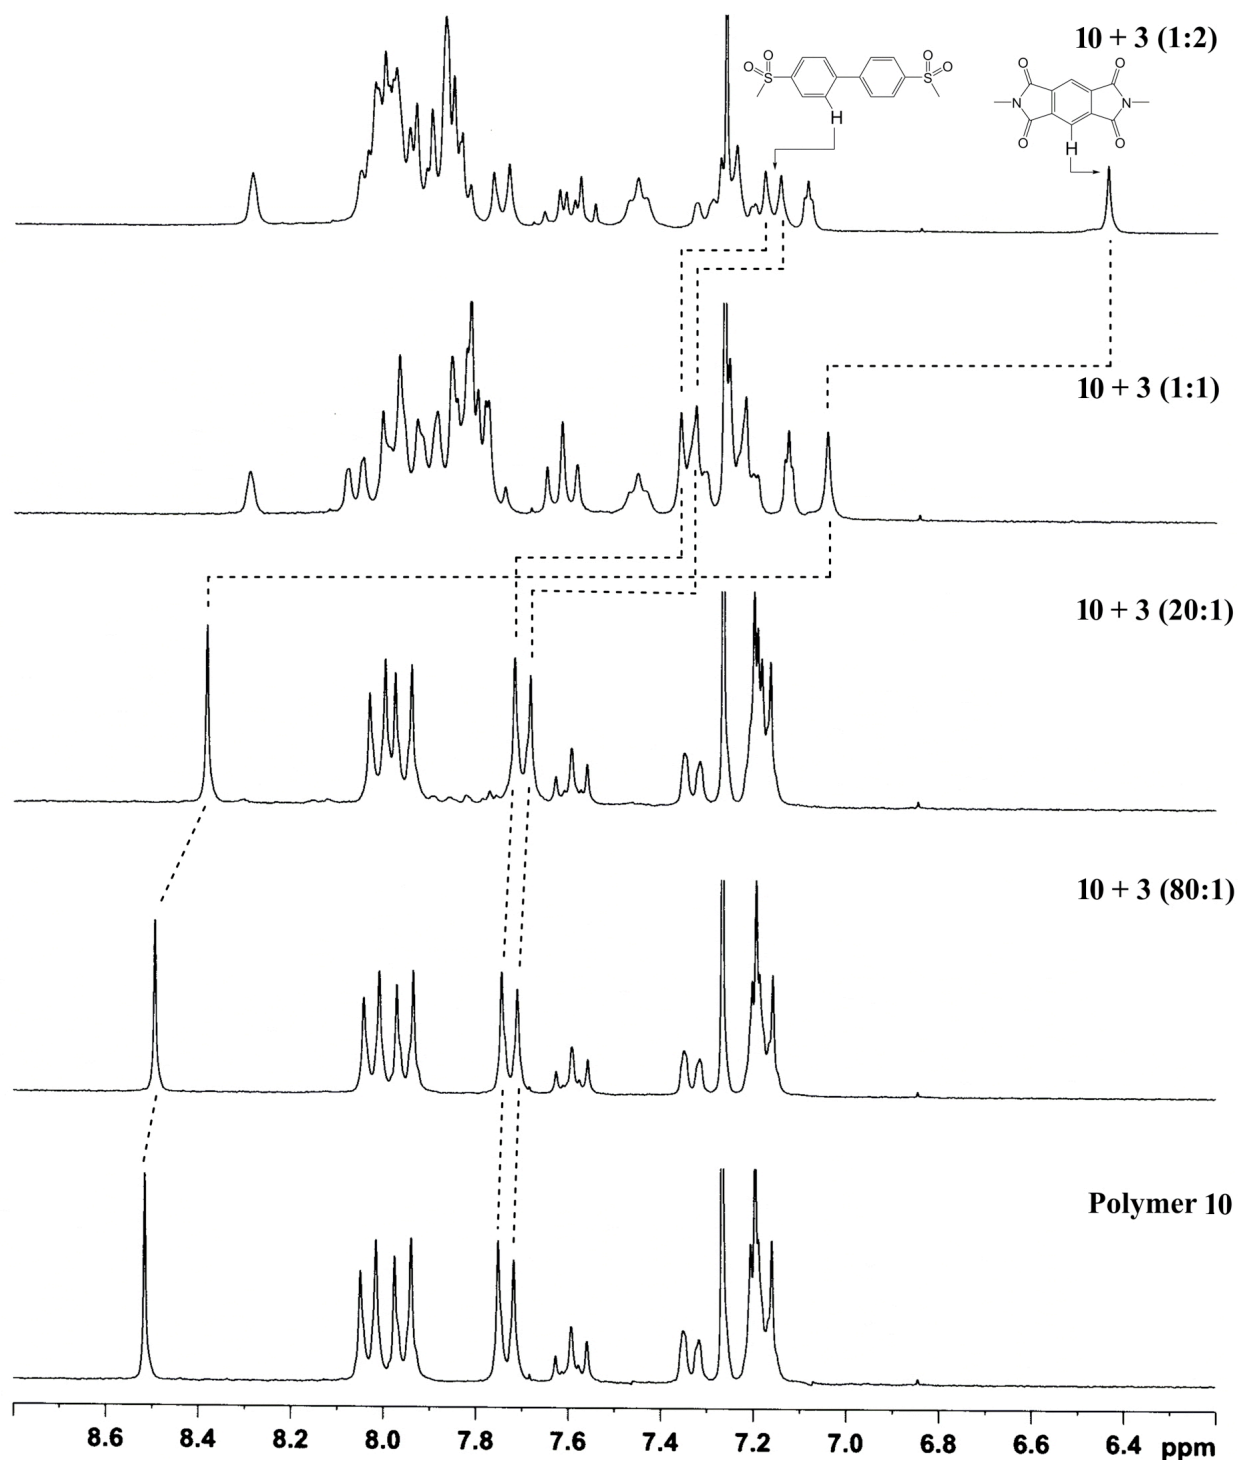 10 + 3 (1:2)
O
O
S
S
O
O
H
O
O
N
N
O
O
H
10 + 3 (1:1)
10 + 3 (20:1)
10 + 3 (80:1)
Polymer 10
8.6 8.4 8.2 8.0 7.8 7.6 7.4 7.2 7.0 6.8 6.6 6.4 ppm